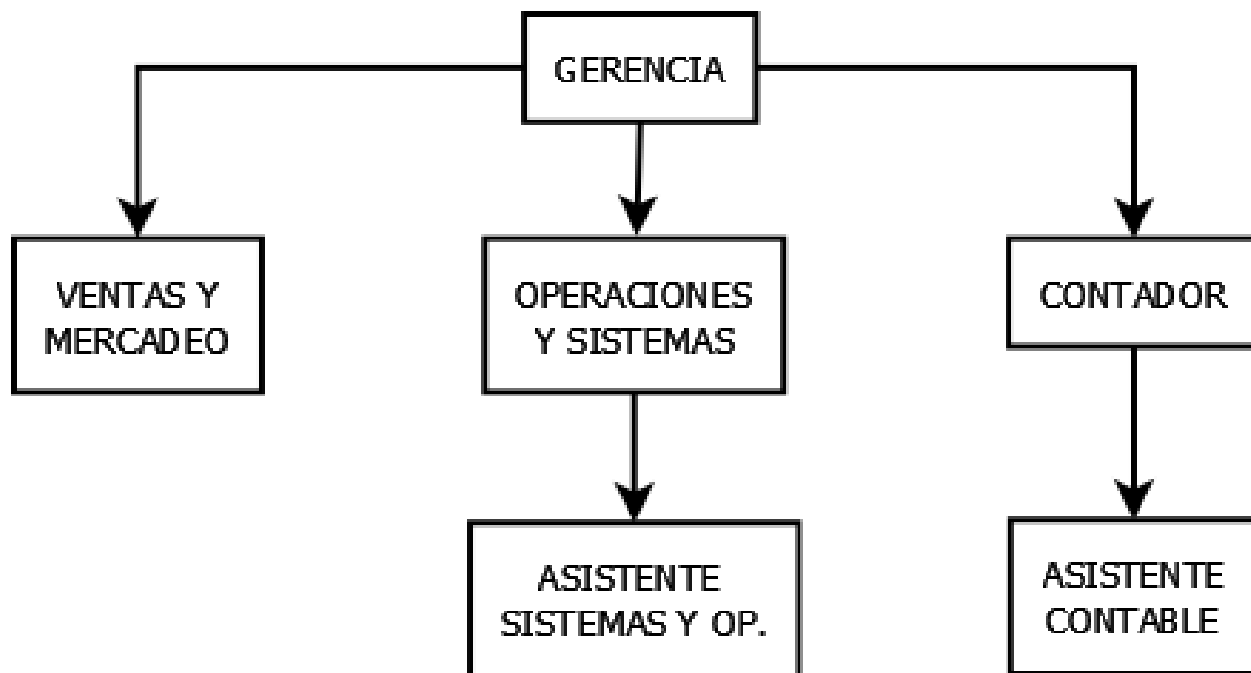 GERENCIA
VENTAS Y
MERCADEO
OPERACIONES
Y SISTEMAS
CONTADOR
ASISTENTE
SISTEMAS Y OP.
ASISTENTE
CONTABLE